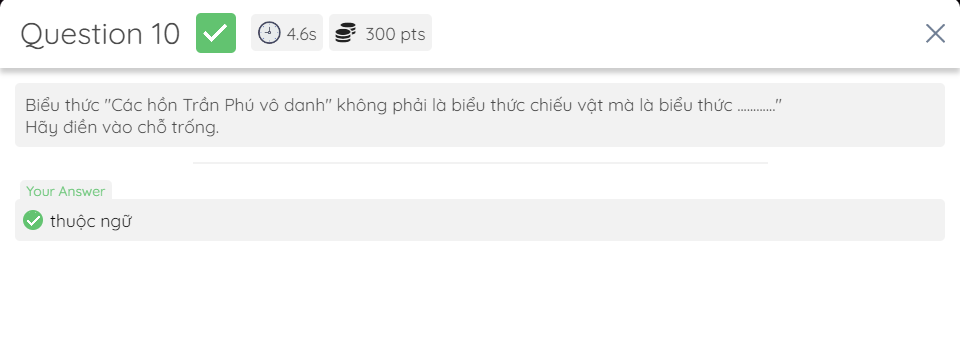 Question 10
4.6s
300 pts
Biểu thức "Các hồn Trần Phú vô danh" không phải là biểu thức chiếu vật mà là biểu thức ............"
Hãy điền vào chỗ trống.
Your Answer
thuộc ngữ